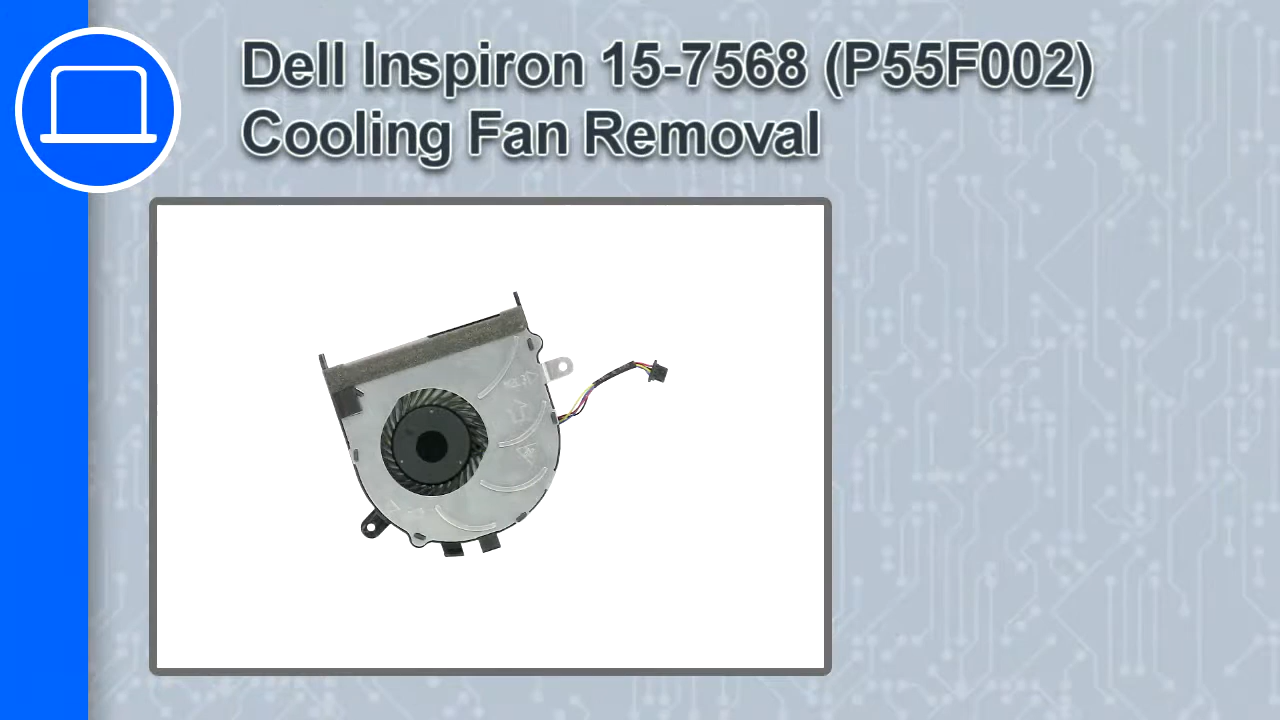 Dell Inspiron 15-7568 (P55F002)
Cooling Fan Removal